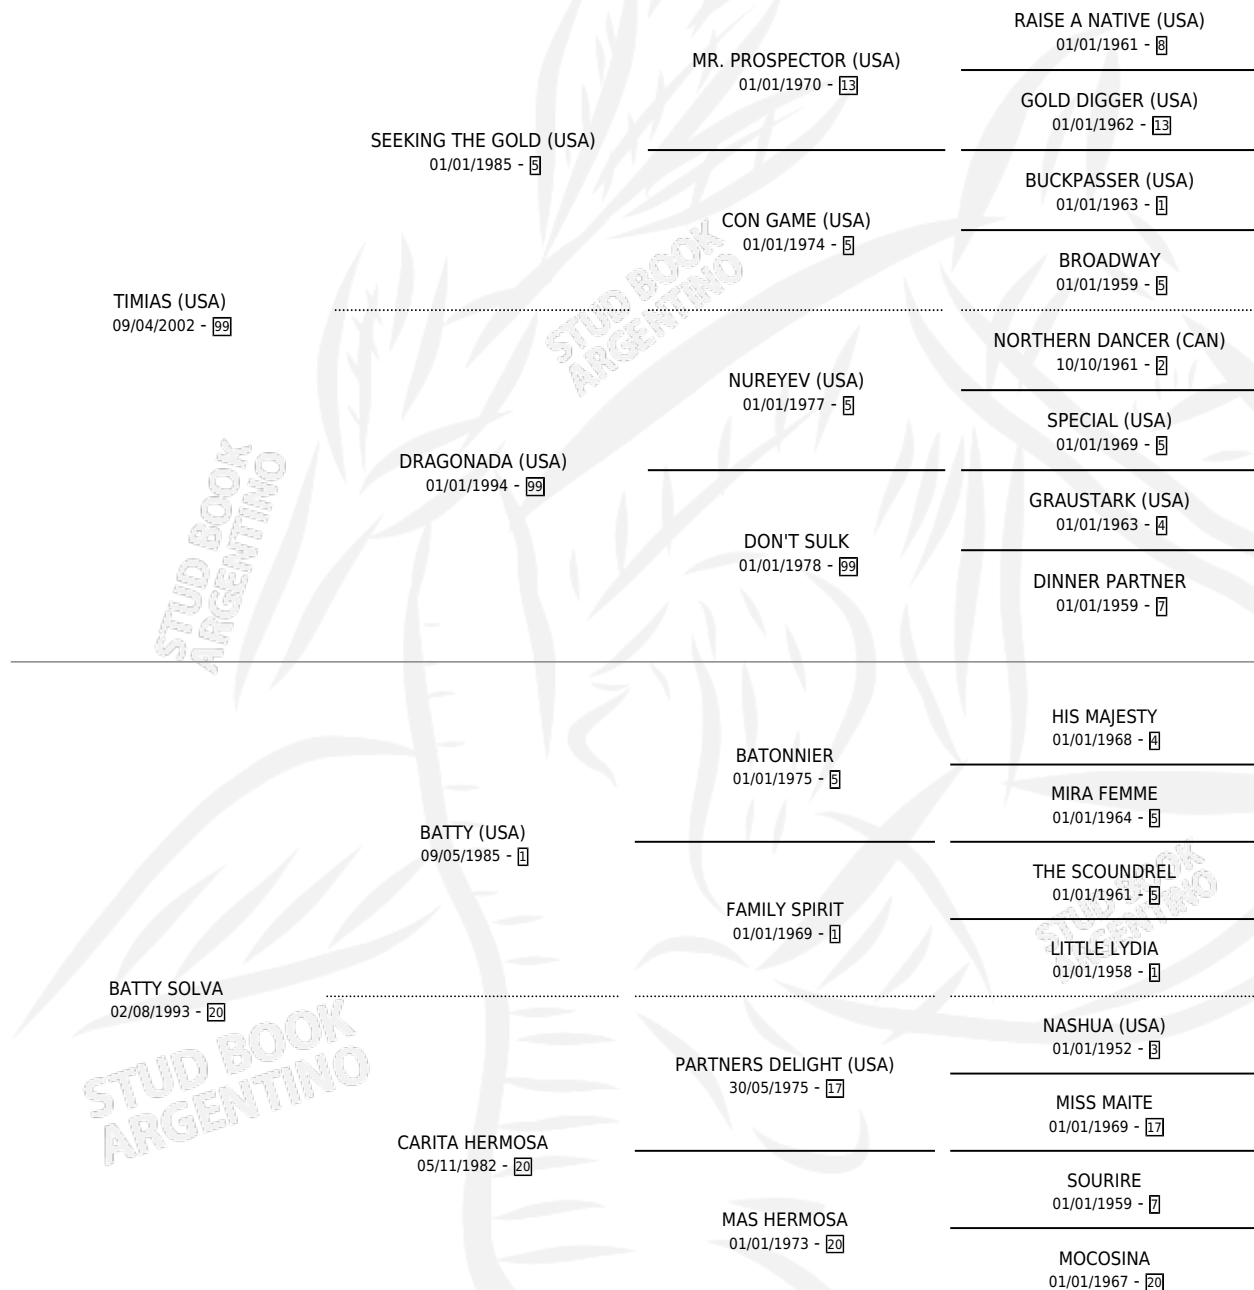 RAISE A NATIVE (USA)
01/01/1961 - 8
MR. PROSPECTOR (USA)
01/01/1970 - 13
GOLD DIGGER (USA)
01/01/1962 - 13
SEEKING THE GOLD (USA)
01/01/1985 - 5
BUCKPASSER (USA)
01/01/1963 - 1
CON GAME (USA)
01/01/1974 - 5
BROADWAY
01/01/1959 - 5
TIMIAS (USA)
09/04/2002 - 99
NORTHERN DANCER (CAN)
10/10/1961 - 2
NUREYEV (USA)
01/01/1977 - 5
SPECIAL (USA)
01/01/1969 - 5
DRAGONADA (USA)
01/01/1994 - 99
GRAUSTARK (USA)
01/01/1963 - 4
DON'T SULK
01/01/1978 - 99
DINNER PARTNER
01/01/1959 - 7
HIS MAJESTY
01/01/1968 - 4
BATONNIER
01/01/1975 - 5
MIRA FEMME
01/01/1964 - 5
BATTY (USA)
09/05/1985 - 1
THE SCOUNDREL
01/01/1961 - 5
FAMILY SPIRIT
01/01/1969 - 1
LITTLE LYDIA
01/01/1958 - 1
BATTY SOLVA
02/08/1993 - 20
NASHUA (USA)
01/01/1952 - 3
PARTNERS DELIGHT (USA)
30/05/1975 - 17
MISS MAITE
01/01/1969 - 17
CARITA HERMOSA
05/11/1982 - 20
SOURIRE
01/01/1959 - 7
MAS HERMOSA
01/01/1973 - 20
MOCOSINA
01/01/1967 - 20
STUD BOOK
ARGENTINO
STUD BOOK
ARGENTINO
STUD BOOK
ARGENTINO
STUD BOOK
ARGENTINO